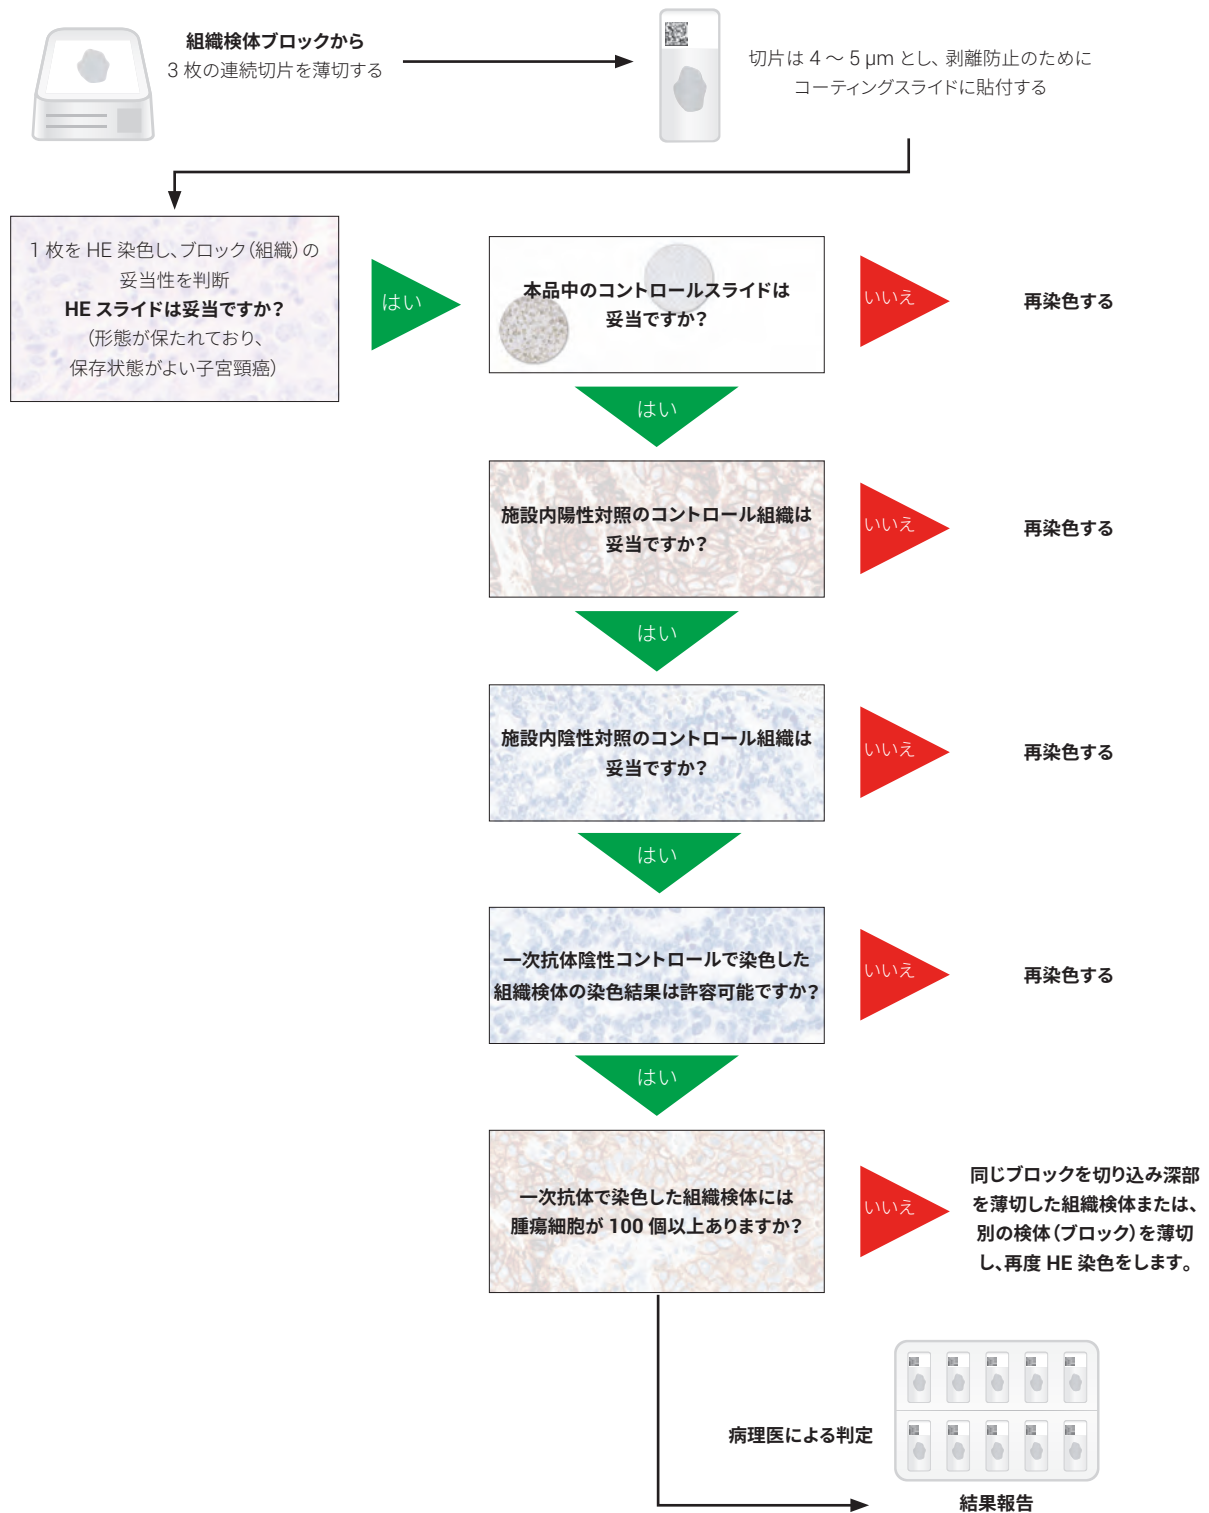 組織検体ブロックから
3 枚の連続切片を薄切する
切片は 4 ～ 5 µm とし、剥離防止のために
コーティングスライドに貼付する
1 枚を HE 染色し、ブロック（組織）の
妥当性を判断
HE スライドは妥当ですか？
（形態が保たれており、
保存状態がよい子宮頸癌）
はい
本品中のコントロールスライドは
妥当ですか？
いいえ
再染色する
はい
施設内陽性対照のコントロール組織は
妥当ですか？
いいえ
再染色する
はい
施設内陰性対照のコントロール組織は
妥当ですか？
いいえ
再染色する
はい
一次抗体陰性コントロールで染色した
組織検体の染色結果は許容可能ですか？
いいえ
再染色する
はい
一次抗体で染色した組織検体には
腫瘍細胞が 100 個以上ありますか？
いいえ
同じブロックを切り込み深部
を薄切した組織検体または、
別の検体（ブロック）を薄切
し、再度 HE 染色をします。
病理医による判定
結果報告